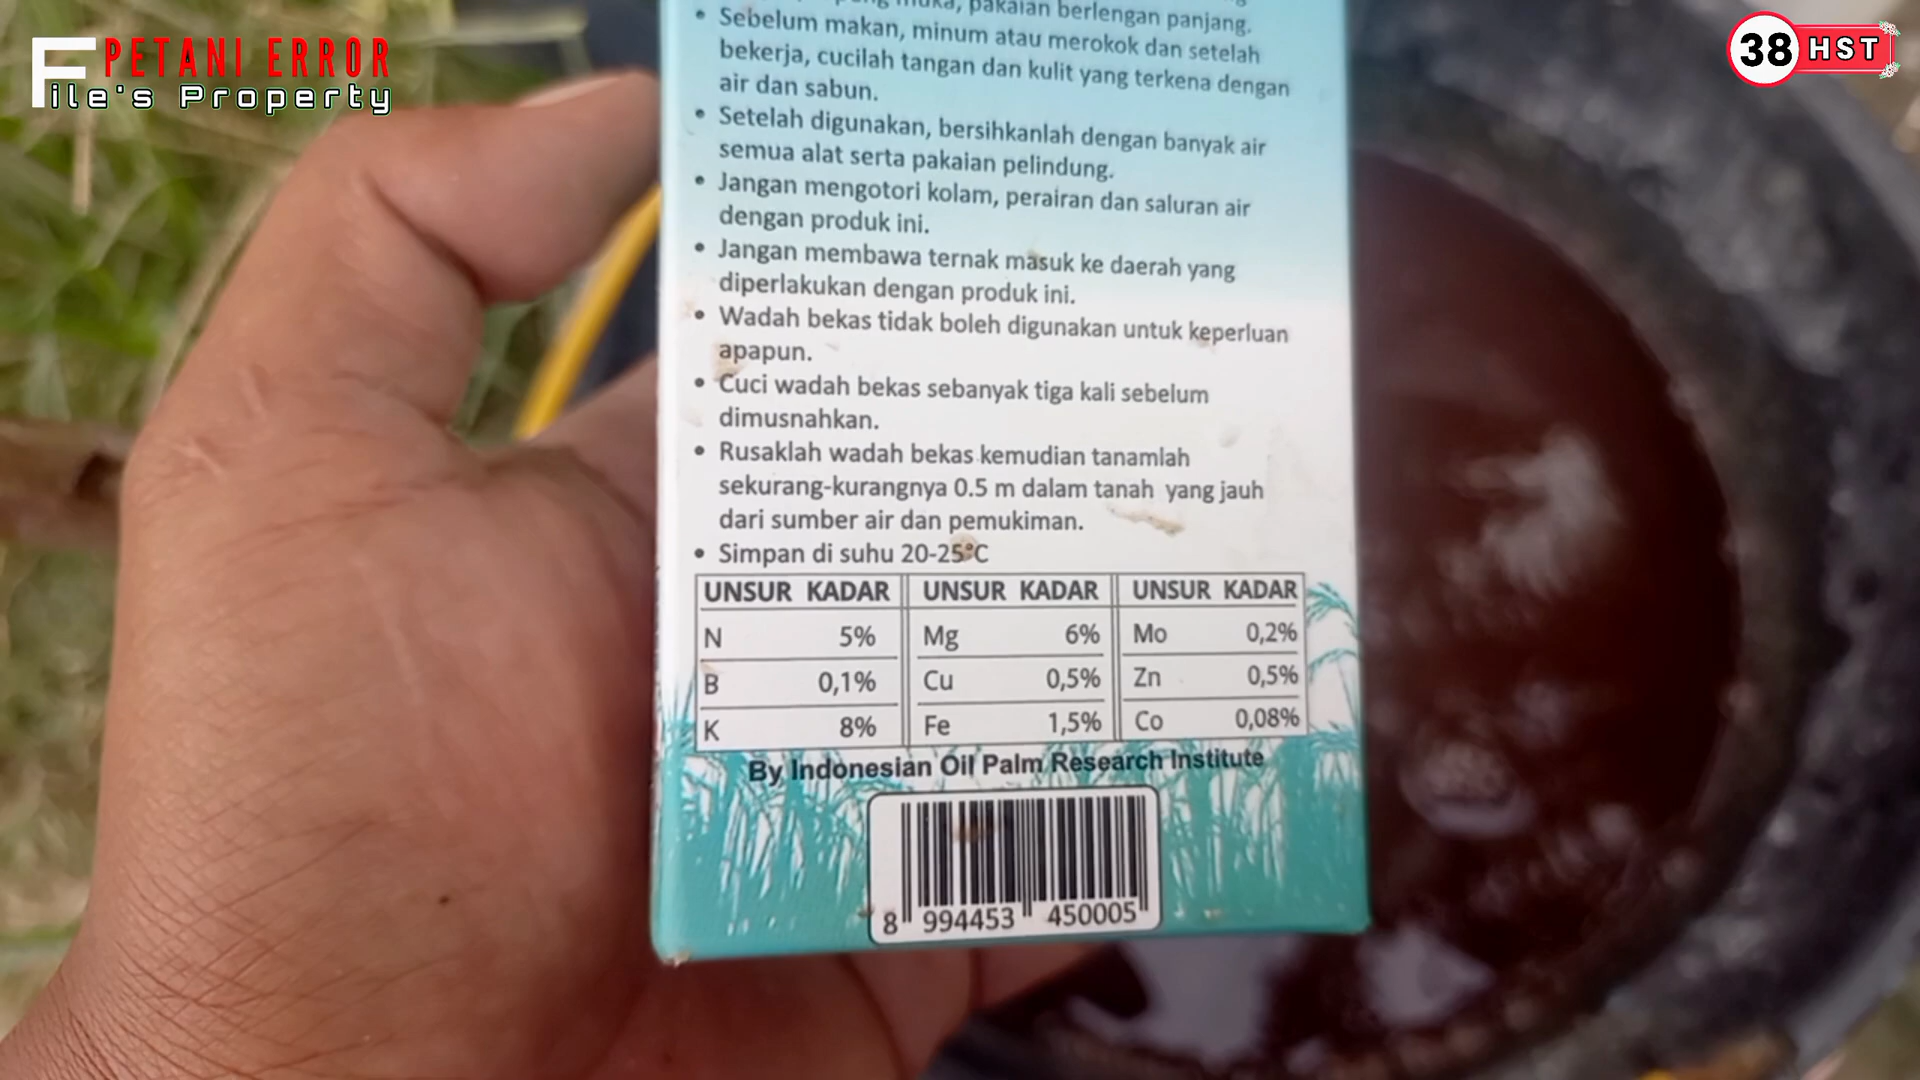 PETANI ERROR
File's Property
38 HST
muka, pakaian berlengan panjang.
• Sebelum makan, minum atau merokok dan setelah
bekerja, cucilah tangan dan kulit yang terkena dengan
air dan sabun.
• Setelah digunakan, bersihkanlah dengan banyak air
semua alat serta pakaian pelindung.
• Jangan mengotori kolam, perairan dan saluran air
dengan produk ini.
• Jangan membawa ternak masuk ke daerah yang
diperlakukan dengan produk ini.
• Wadah bekas tidak boleh digunakan untuk keperluan
apapun.
• Cuci wadah bekas sebanyak tiga kali sebelum
dimusnahkan.
• Rusaklah wadah bekas kemudian tanamlah
sekurang-kurangnya 0.5 m dalam tanah yang jauh
dari sumber air dan pemukiman.
• Simpan di suhu 20-25°C
UNSUR KADAR UNSUR KADAR UNSUR KADAR
N 5% Mg 6% Mo 0,2%
B 0,1% Cu 0,5% Zn 0,5%
K 8% Fe 1,5% Co 0,08%
By Indonesian Oil Palm Research Institute
8 994453 450005